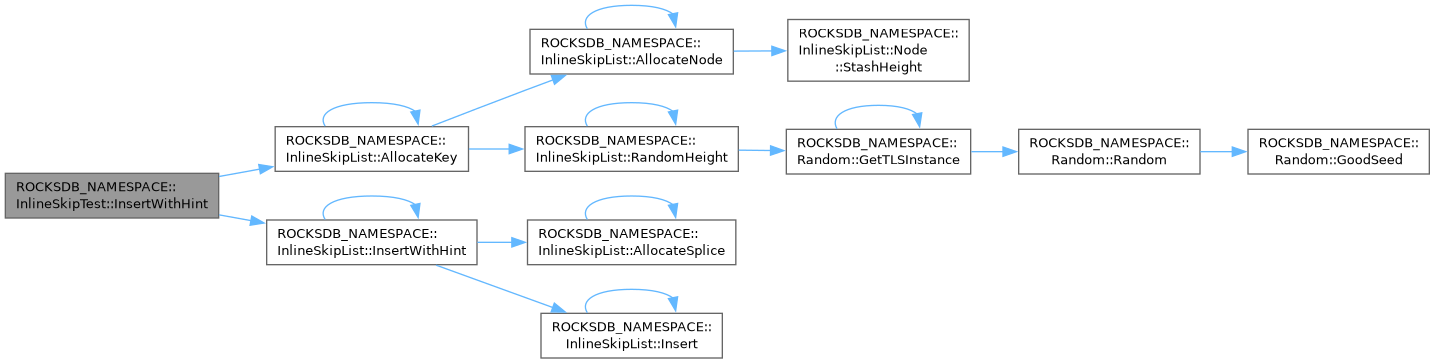 ROCKSDB_NAMESPACE::
InlineSkipTest::InsertWithHint
ROCKSDB_NAMESPACE::
InlineSkipList::AllocateKey
ROCKSDB_NAMESPACE::
InlineSkipList::AllocateNode
ROCKSDB_NAMESPACE::
InlineSkipList::Node
::StashHeight
ROCKSDB_NAMESPACE::
InlineSkipList::RandomHeight
ROCKSDB_NAMESPACE::
Random::GetTLSInstance
ROCKSDB_NAMESPACE::
Random::Random
ROCKSDB_NAMESPACE::
Random::GoodSeed
ROCKSDB_NAMESPACE::
InlineSkipList::InsertWithHint
ROCKSDB_NAMESPACE::
InlineSkipList::AllocateSplice
ROCKSDB_NAMESPACE::
InlineSkipList::Insert